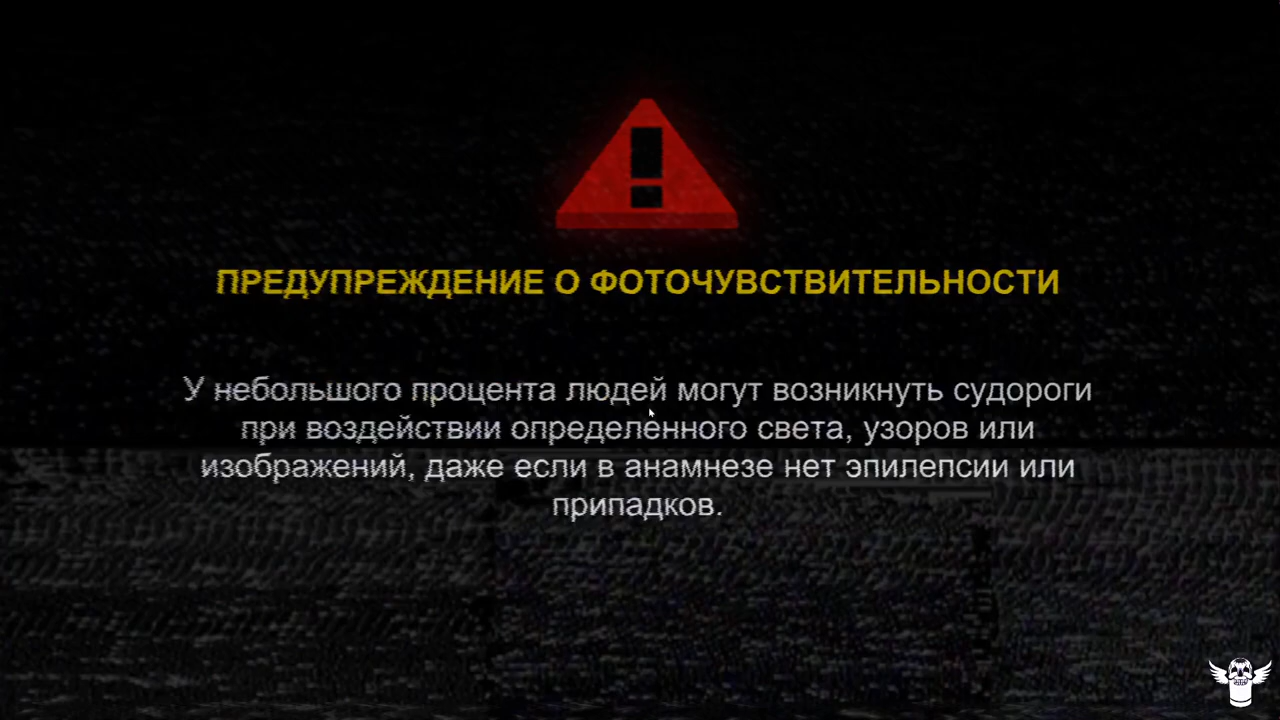 ПРЕДУПРЕЖДЕНИЕ О ФОТОЧУВСТВИТЕЛЬНОСТИ
У небольшого процента людей могут возникнуть судороги
при воздействии определенного света, узоров или
изображений, даже если в анамнезе нет эпилепсии или
припадков.